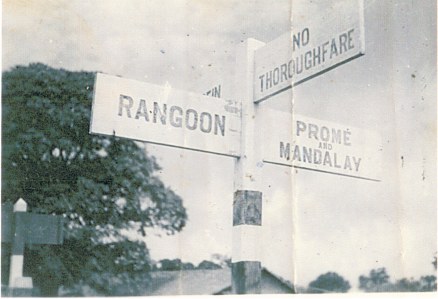 NO
THOROUGHFARE
RANGOON
PROME
AND
MANDALAY